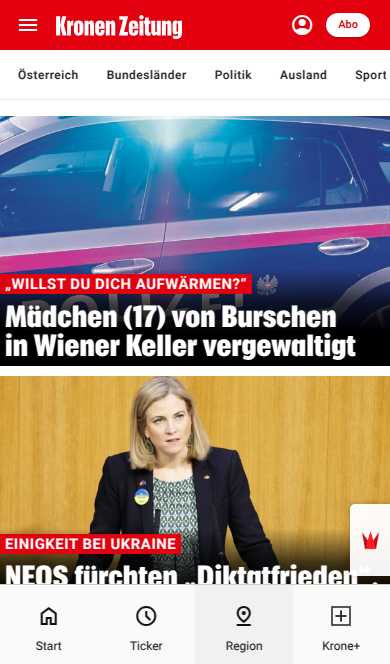 Kronen Zeitung
Abo
Österreich Bundesländer Politik Ausland Sport
POLIZEI
„WILLST DU DICH AUFWÄRMEN?“
Mädchen (17) von Burschen
in Wiener Keller vergewaltigt
EINIGKEIT BEI UKRAINE
NEOS fürchten „Diktatfrieden“,
Start Ticker Region Krone+